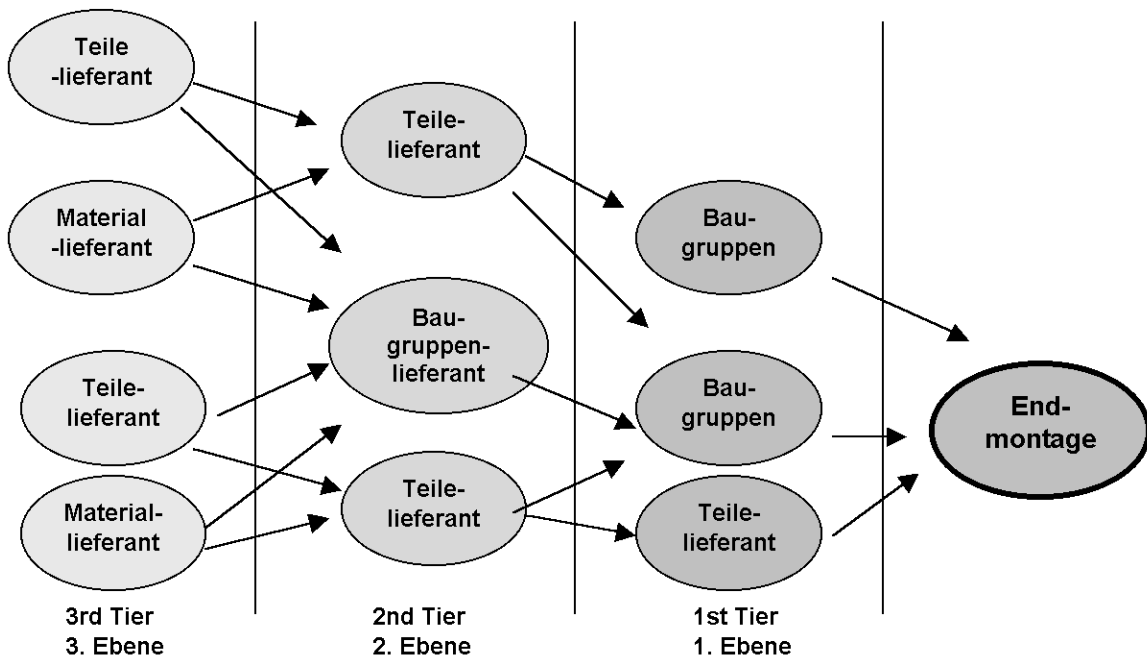 Teile
-lieferant
Material
-lieferant
Teile-
lieferant
Material-
lieferant
3rd Tier
3. Ebene
Teile-
lieferant
Bau-
gruppen-
lieferant
Teile-
lieferant
2nd Tier
2. Ebene
Bau-
gruppen
Bau-
gruppen
Teile-
lieferant
1st Tier
1. Ebene
End-
montage